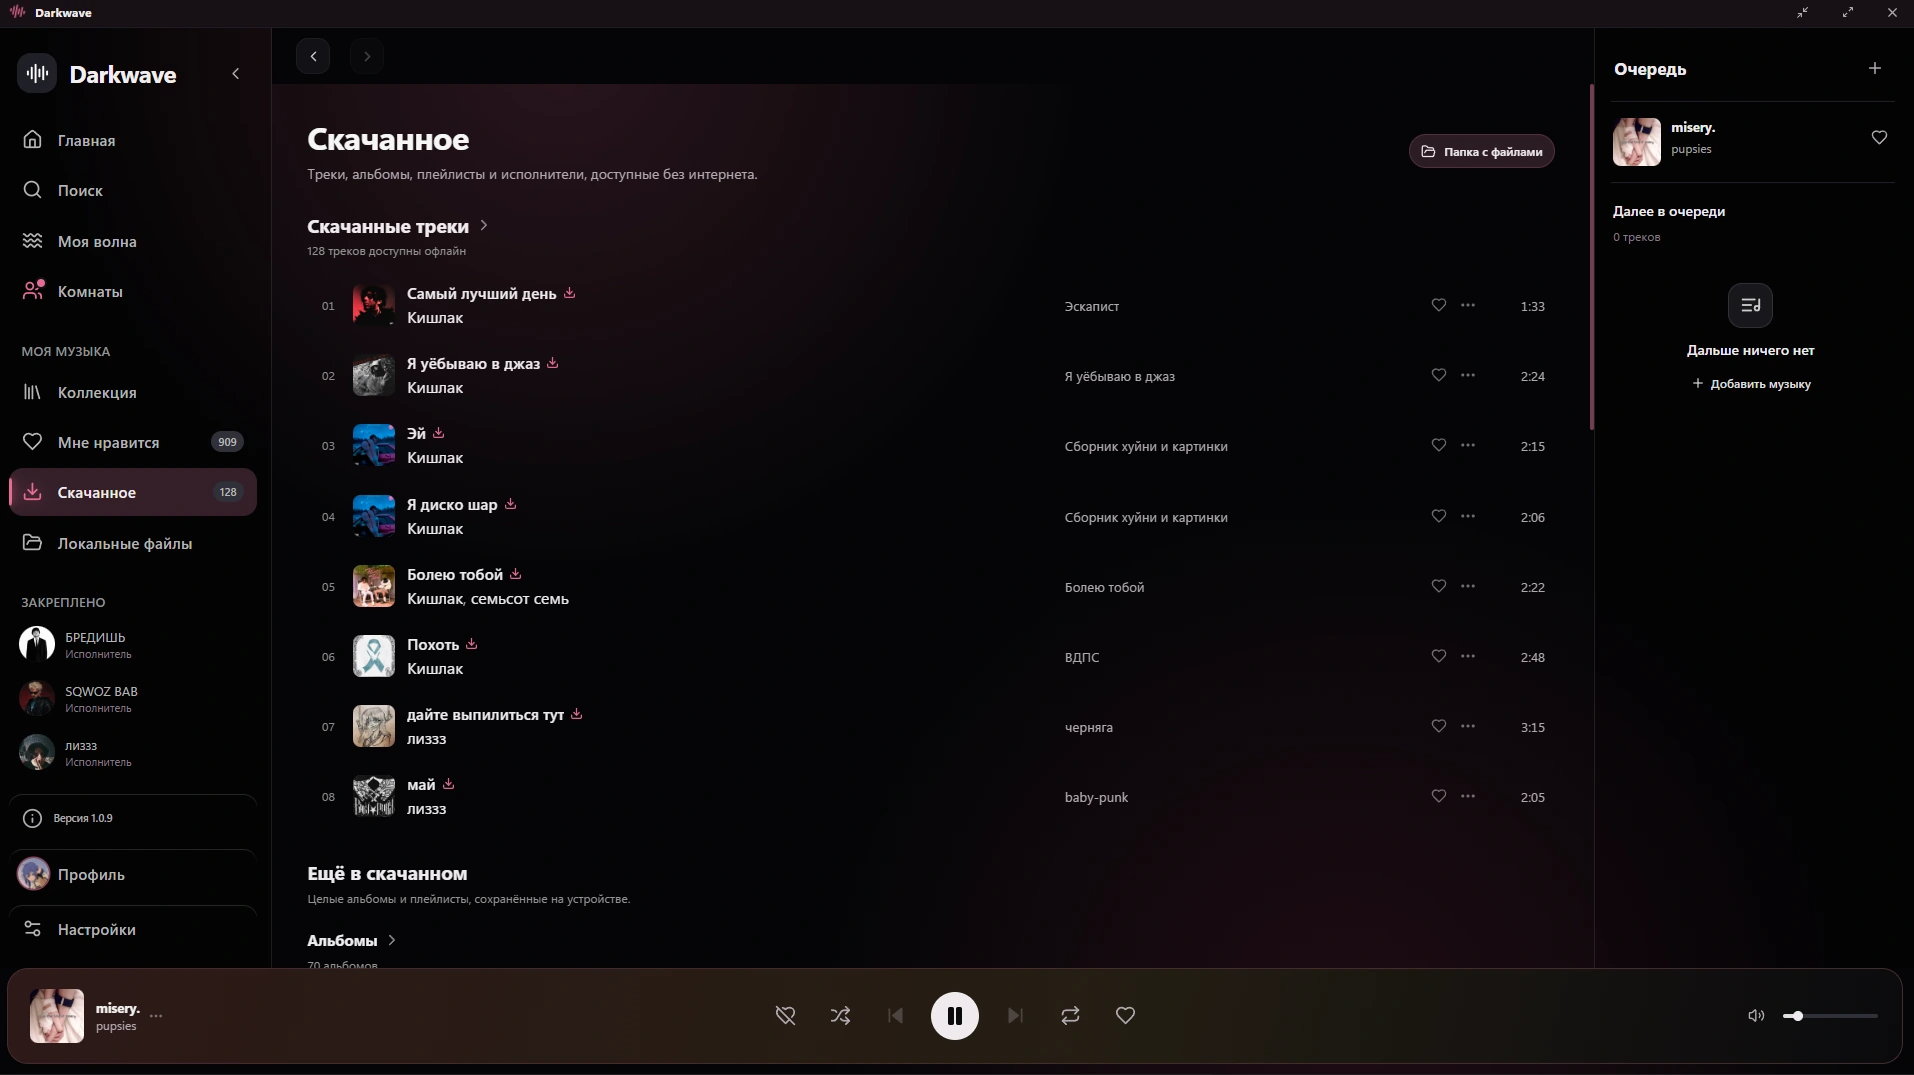 Darkwave
Darkwave
Главная
Поиск
Моя волна
Комнаты
МОЯ МУЗЫКА
Коллекция
Мне нравится 909
Скачанное 128
Локальные файлы
ЗАКРЕПЛЕНО
БРЕДИШЬ
Исполнитель
SQWOZ BAB
Исполнитель
лиззз
Исполнитель
Версия 1.0.9
Профиль
Настройки
Скачанное
Треки, альбомы, плейлисты и исполнители, доступные без интернета.
Папка с файлами
Скачанные треки
128 треков доступны офлайн
01 Самый лучший день Эскапист 1:33
Кишлак
02 Я уёбываю в джаз Я уёбываю в джаз 2:24
Кишлак
03 Эй Сборник хуйни и картинки 2:15
Кишлак
04 Я диско шар Сборник хуйни и картинки 2:06
Кишлак
05 Болею тобой Болею тобой 2:22
Кишлак, семьсот семь
06 Похоть ВДПС 2:48
Кишлак
07 дайте выпилиться тут черняга 3:15
лиззз
08 май baby-punk 2:05
лиззз
Ещё в скачанном
Целые альбомы и плейлисты, сохранённые на устройстве.
Альбомы
70 альбомов
Очередь
misery.
pupsies
Далее в очереди
0 треков
Дальше ничего нет
Добавить музыку
misery.
pupsies